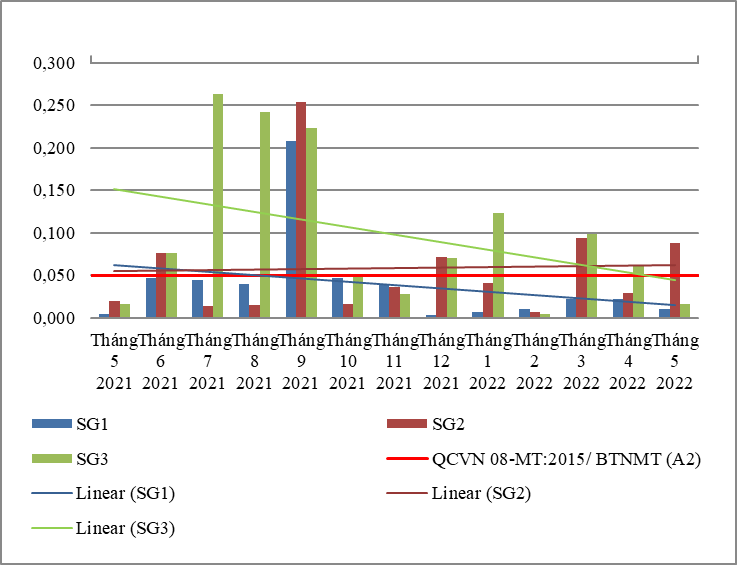 0,300
0,250
0,200
0,150
0,100
0,050
0,000
Tháng Tháng Tháng Tháng Tháng Tháng Tháng Tháng Tháng Tháng Tháng Tháng Tháng
5 6 7 8 9 10 11 12 1 2 3 4 5
2021 2021 2021 2021 2021 2021 2021 2021 2022 2022 2022 2022 2022
SG1 SG2
SG3 QCVN 08-MT:2015/ BTNMT (A2)
Linear (SG1) Linear (SG2)
Linear (SG3)